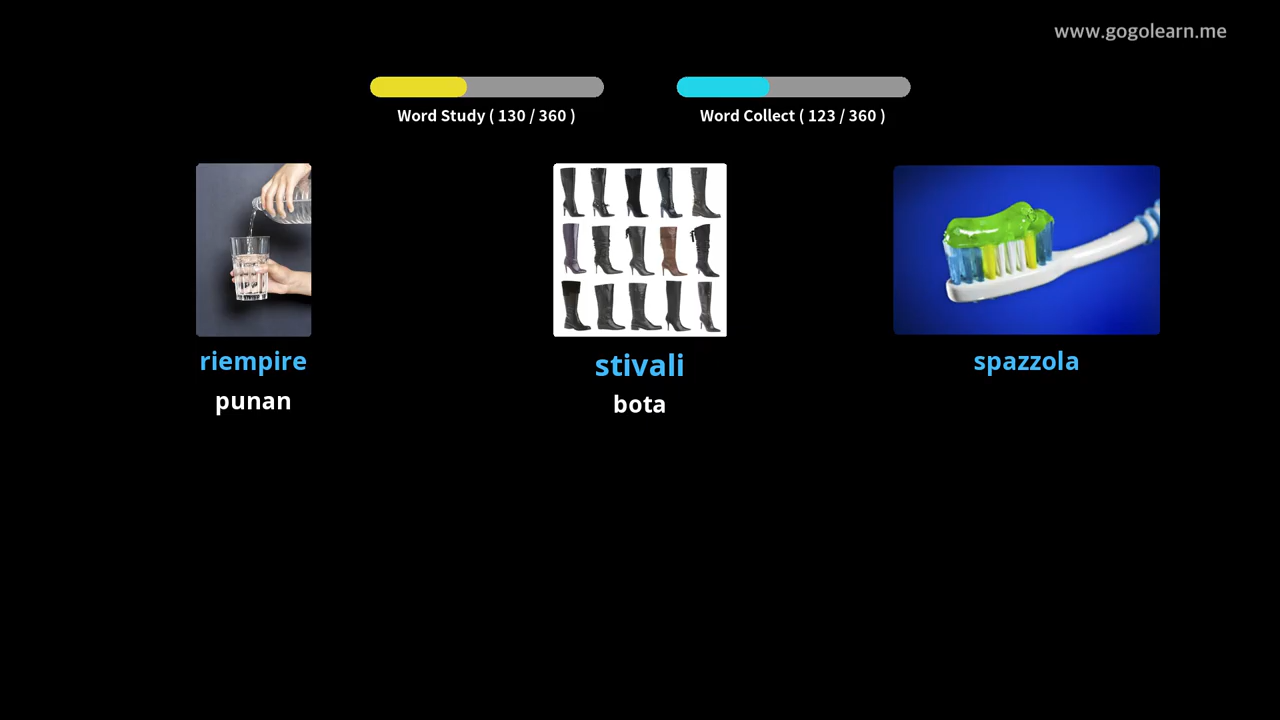 www.gogolearn.me
Word Study ( 130 / 360 )
Word Collect ( 123 / 360 )
riempire
punan
stivali
bota
spazzola